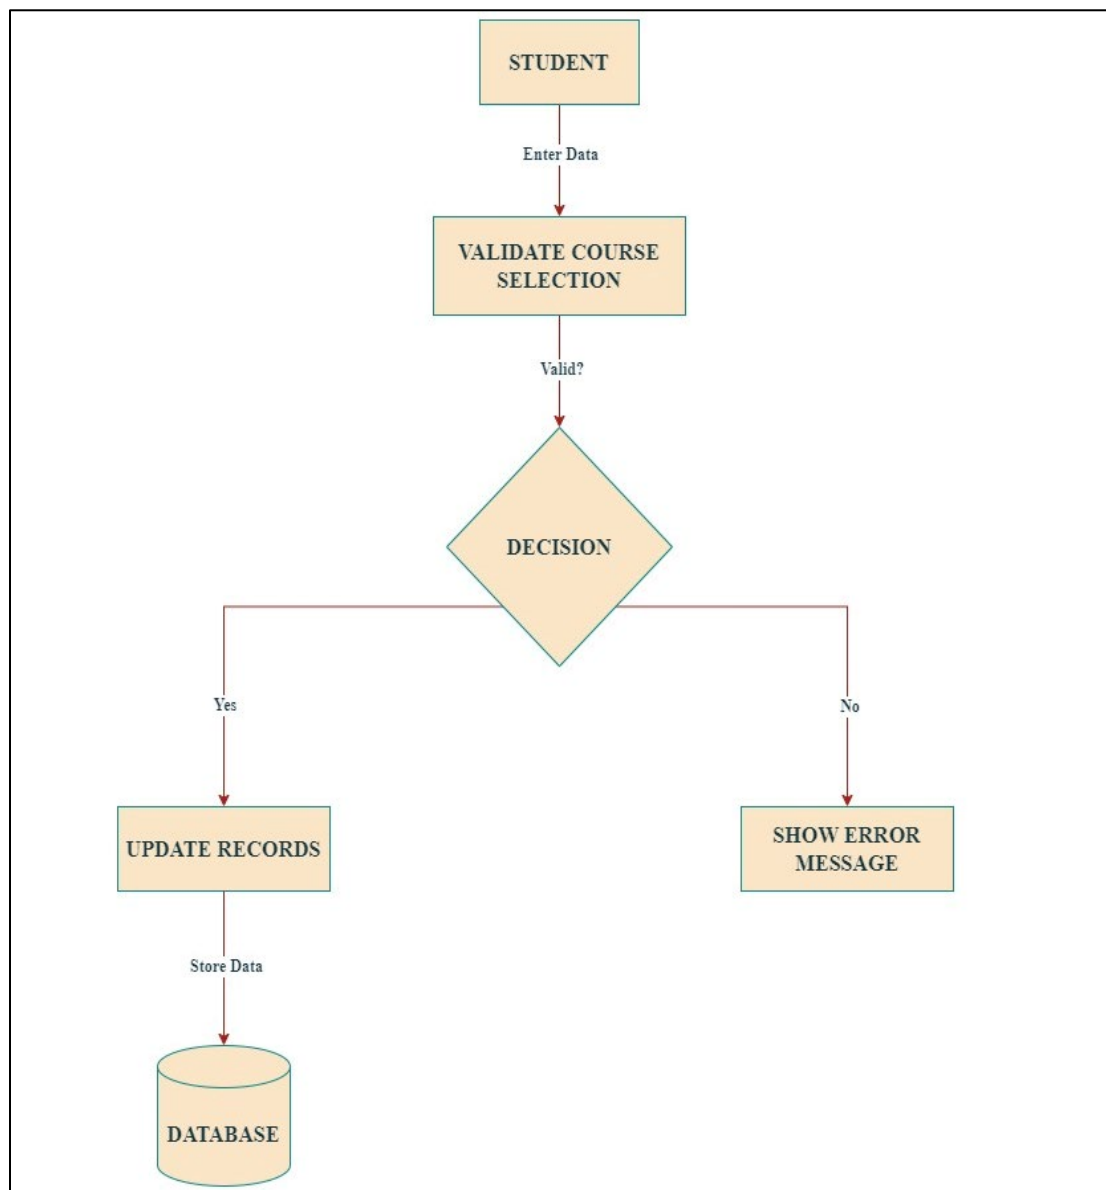 STUDENT
Enter Data
VALIDATE COURSE
SELECTION
Valid?
DECISION
Yes
No
UPDATE RECORDS
SHOW ERROR
MESSAGE
Store Data
DATABASE